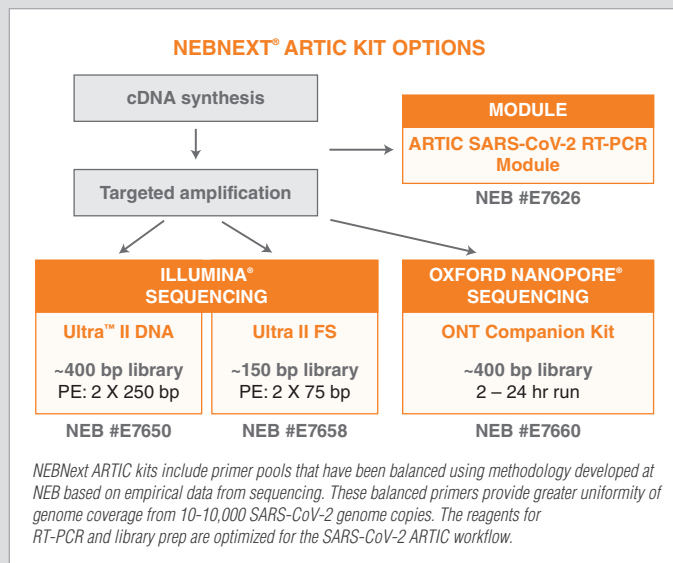 NEBNEXT® ARTIC KIT OPTIONS
cDNA synthesis
Targeted amplification
MODULE
ARTIC SARS-CoV-2 RT-PCR
Module
NEB #E7626
ILLUMINA®
SEQUENCING
Ultra™ II DNA
~400 bp library
PE: 2 X 250 bp
NEB #E7650
Ultra II FS
~150 bp library
PE: 2 X 75 bp
NEB #E7658
OXFORD NANOPORE®
SEQUENCING
ONT Companion Kit
~400 bp library
2 – 24 hr run
NEB #E7660
NEBNext ARTIC kits include primer pools that have been balanced using methodology developed at
NEB based on empirical data from sequencing. These balanced primers provide greater uniformity of
genome coverage from 10-10,000 SARS-CoV-2 genome copies. The reagents for
RT-PCR and library prep are optimized for the SARS-CoV-2 ARTIC workflow.